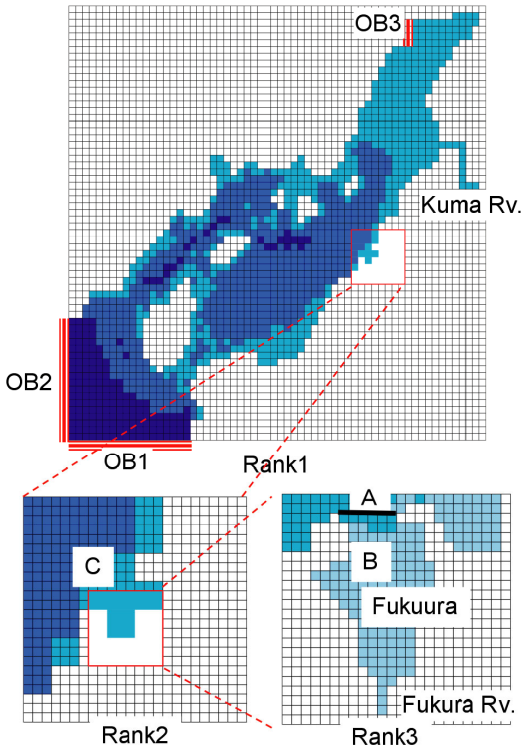 OB3
Kuma Rv.
OB2
OB1
Rank1
A
C
B
Fukuura
Fukura Rv.
Rank2
Rank3